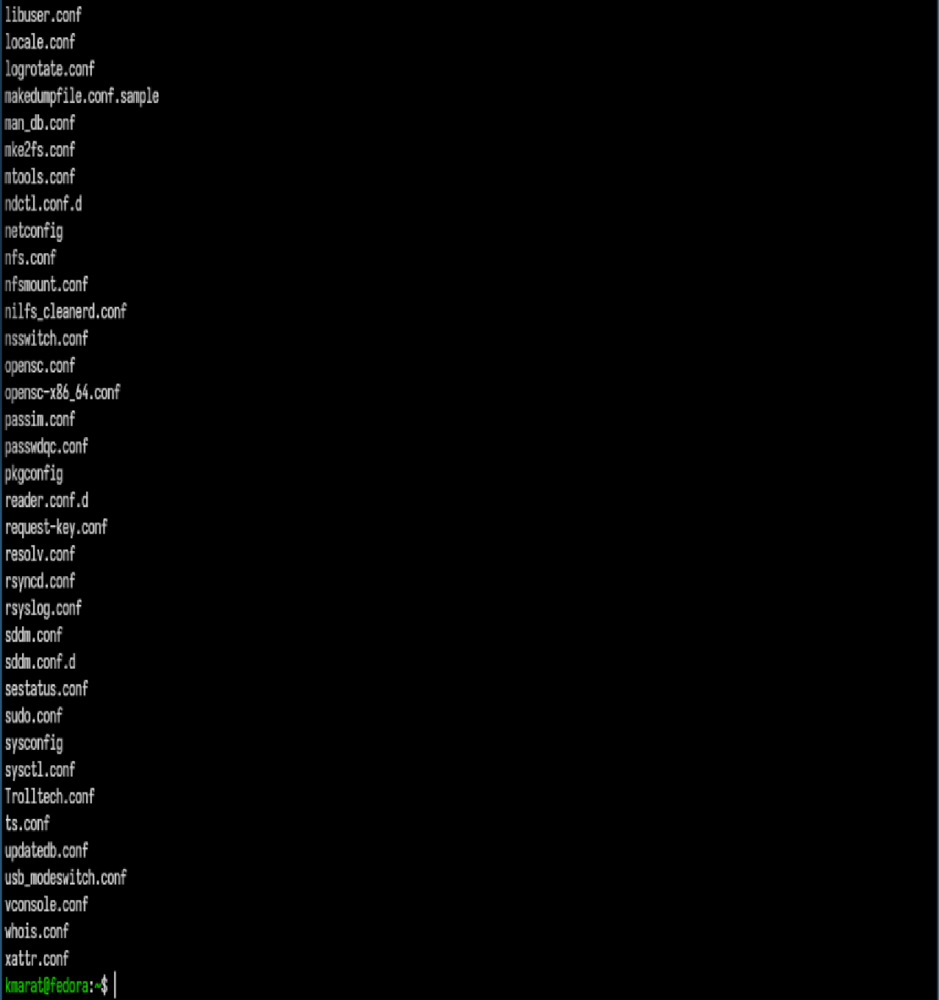 libuser.conf
locale.conf
logrotate.conf
makedumpfile.conf.sample
man_db.conf
mke2fs.conf
mtools.conf
ndctl.conf.d
netconfig
nfs.conf
nfsmount.conf
nilfs_cleanerd.conf
nsswitch.conf
opensc.conf
opensc-x86_64.conf
passim.conf
passwdqc.conf
pkgconfig
reader.conf.d
request-key.conf
resolv.conf
rsyncd.conf
rsyslog.conf
sddm.conf
sddm.conf.d
sestatus.conf
sudo.conf
sysconfig
sysctl.conf
Trolltech.conf
ts.conf
updatedb.conf
usb_modeswitch.conf
vconsole.conf
whois.conf
xattr.conf
kmarat@fedora:~$